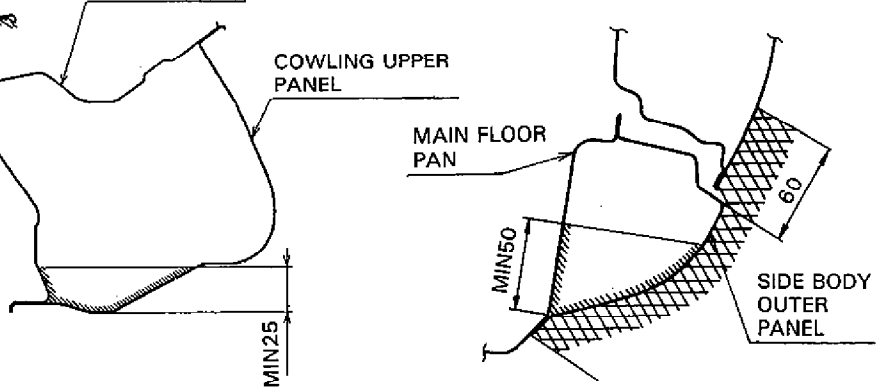 COWLING UPPER
PANEL
MAIN FLOOR
PAN
60
MIN50
SIDE BODY
OUTER
PANEL
MIN25